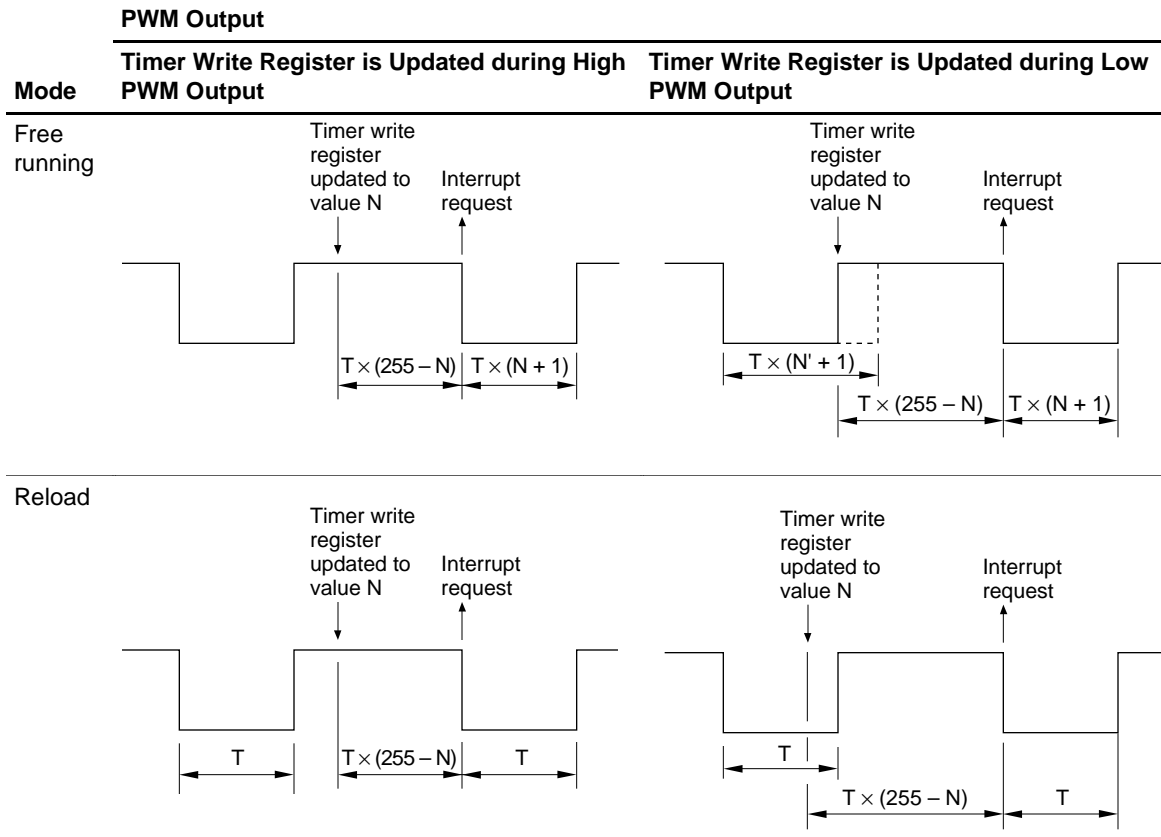 PWM Output
Mode
Timer Write Register is Updated during High
PWM Output
Timer Write Register is Updated during Low
PWM Output
Free
running
Timer write
register
updated to
value N
Interrupt
request
T × (255 – N)
T × (N + 1)
Timer write
register
updated to
value N
Interrupt
request
T × (N' + 1)
T × (255 – N)
T × (N + 1)
Reload
Timer write
register
updated to
value N
Interrupt
request
T
T × (255 – N)
T
Timer write
register
updated to
value N
Interrupt
request
T
T × (255 – N)
T